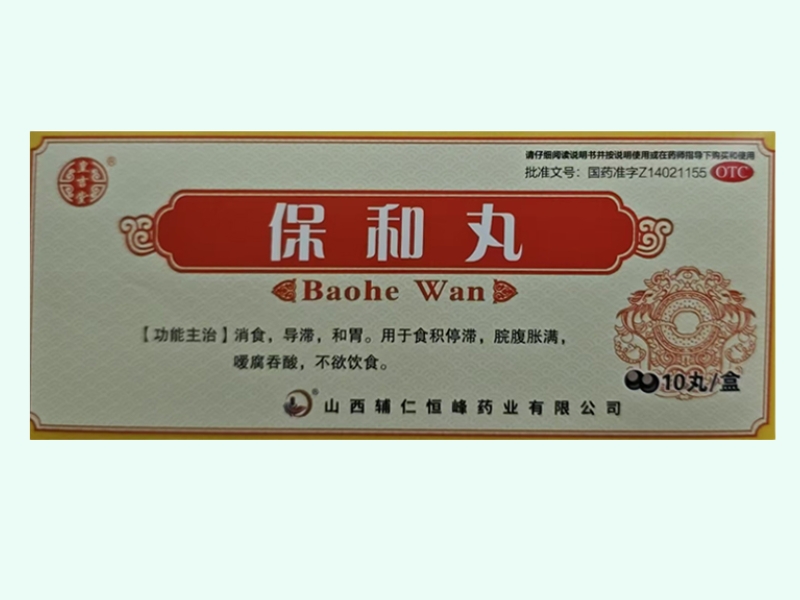 请仔细阅读说明书并按说明使用或在药师指导下购买和使用
批准文号：国药准字Z14021155 OTC
保和丸
Baohe Wan
【功能主治】消食，导滞，和胃。用于食积停滞，脘腹胀满，
嗳腐吞酸，不欲饮食。
10丸/盒
山西辅仁恒峰药业有限公司